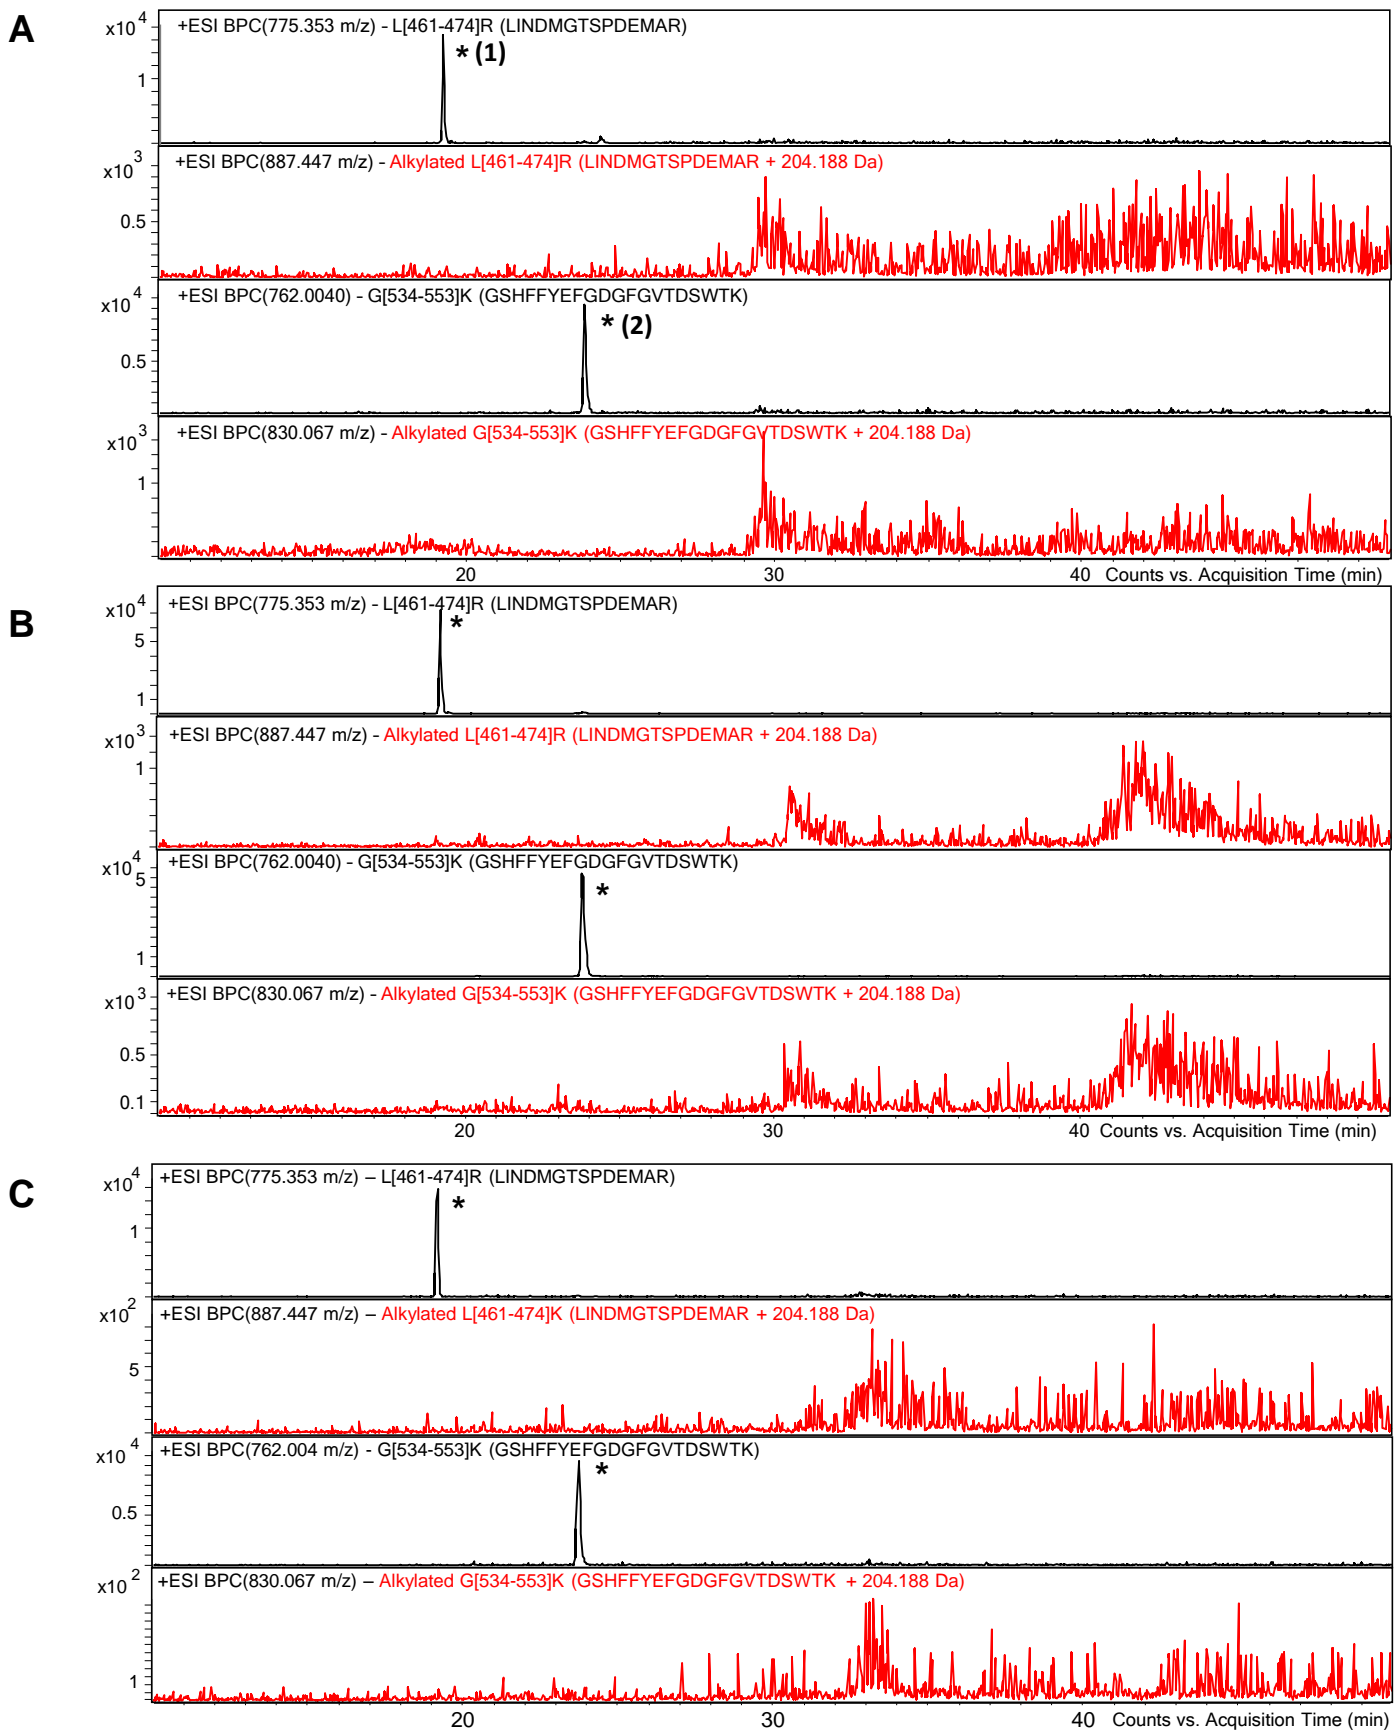 A
x10^4
+ESI BPC(775.353 m/z) - L[461-474]R (LINDMGTSPDEMAR)
* (1)
1
x10^3
+ESI BPC(887.447 m/z) - Alkylated L[461-474]R (LINDMGTSPDEMAR + 204.188 Da)
0.5
x10^4
+ESI BPC(762.0040) - G[534-553]K (GSHFFYEFGDGFGVTDSWTK)
* (2)
0.5
x10^3
+ESI BPC(830.067 m/z) - Alkylated G[534-553]K (GSHFFYEFGDGFGVTDSWTK + 204.188 Da)
1
20 30 40 Counts vs. Acquisition Time (min)
B
x10^4
+ESI BPC(775.353 m/z) - L[461-474]R (LINDMGTSPDEMAR)
*
5
1
x10^3
+ESI BPC(887.447 m/z) - Alkylated L[461-474]R (LINDMGTSPDEMAR + 204.188 Da)
1
x10^4
+ESI BPC(762.0040) - G[534-553]K (GSHFFYEFGDGFGVTDSWTK)
5
*
1
x10^3
+ESI BPC(830.067 m/z) - Alkylated G[534-553]K (GSHFFYEFGDGFGVTDSWTK + 204.188 Da)
0.5
0.1
20 30 40 Counts vs. Acquisition Time (min)
C
x10^4
+ESI BPC(775.353 m/z) – L[461-474]R (LINDMGTSPDEMAR)
*
1
x10^2
+ESI BPC(887.447 m/z) – Alkylated L[461-474]K (LINDMGTSPDEMAR + 204.188 Da)
5
x10^4
+ESI BPC(762.004 m/z) - G[534-553]K (GSHFFYEFGDGFGVTDSWTK)
*
0.5
x10^2
+ESI BPC(830.067 m/z) – Alkylated G[534-553]K (GSHFFYEFGDGFGVTDSWTK + 204.188 Da)
1
20 30 40 Counts vs. Acquisition Time (min)